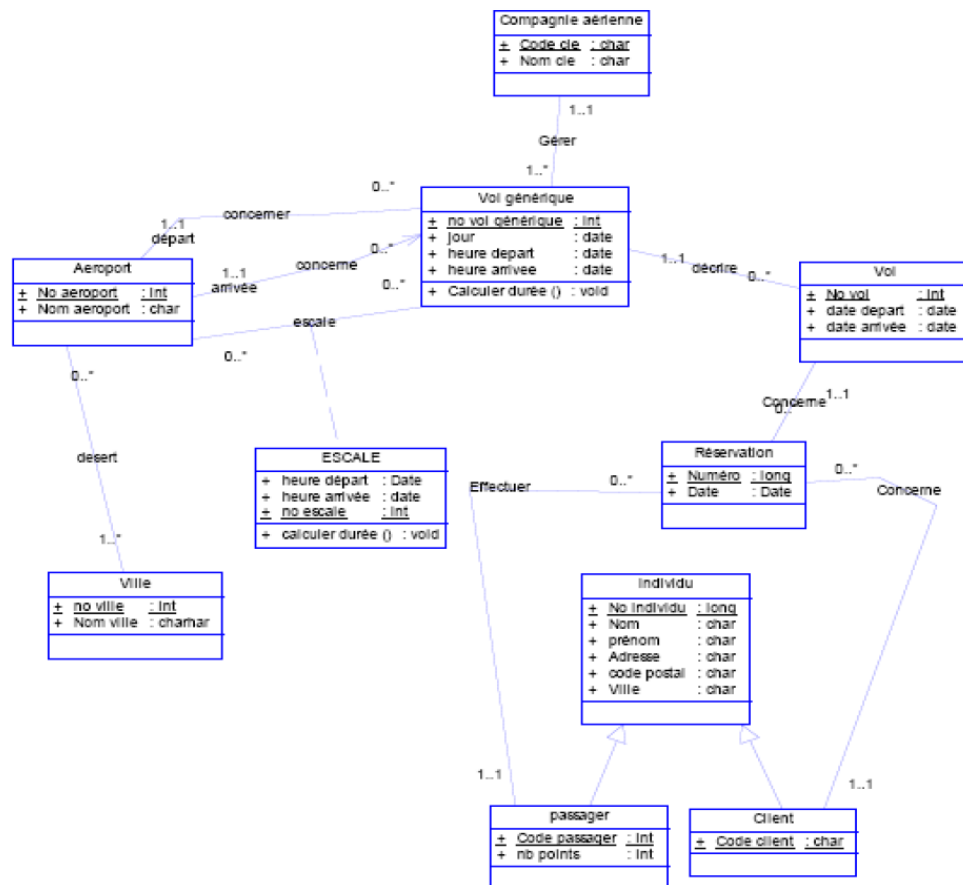 Compagnie aérienne
+ Code cie : char
+ Nom cie : char
1..1
Gérer
1..*
0..*
concerner
1..1
départ
Vol générique
+ no vol générique : Int
+ jour : date
+ heure depart : date
+ heure arrivee : date
+ Calculer durée () : void
0..*
concerne
1..1
arrivée
0..*
Aeroport
+ No aeroport : Int
+ Nom aeroport : char
1..1
décrire
0..*
Vol
+ No vol : Int
+ date depart : date
+ date arrivée : date
escale
0..*
0..*
Concerne
0..
1..1
desert
ESCALE
+ heure départ : Date
+ heure arrivée : date
+ no escale : Int
+ calculer durée () : void
Effectuer
0..*
Réservation
+ Numéro : long
+ Date : Date
0..*
Concerne
1..*
Ville
+ no ville : Int
+ Nom ville : charhar
Individu
+ No individu : long
+ Nom : char
+ prénom : char
+ Adresse : char
+ code postal : char
+ Ville : char
1..1
1..1
passager
+ Code passager : Int
+ nb points : Int
Client
+ Code client : char